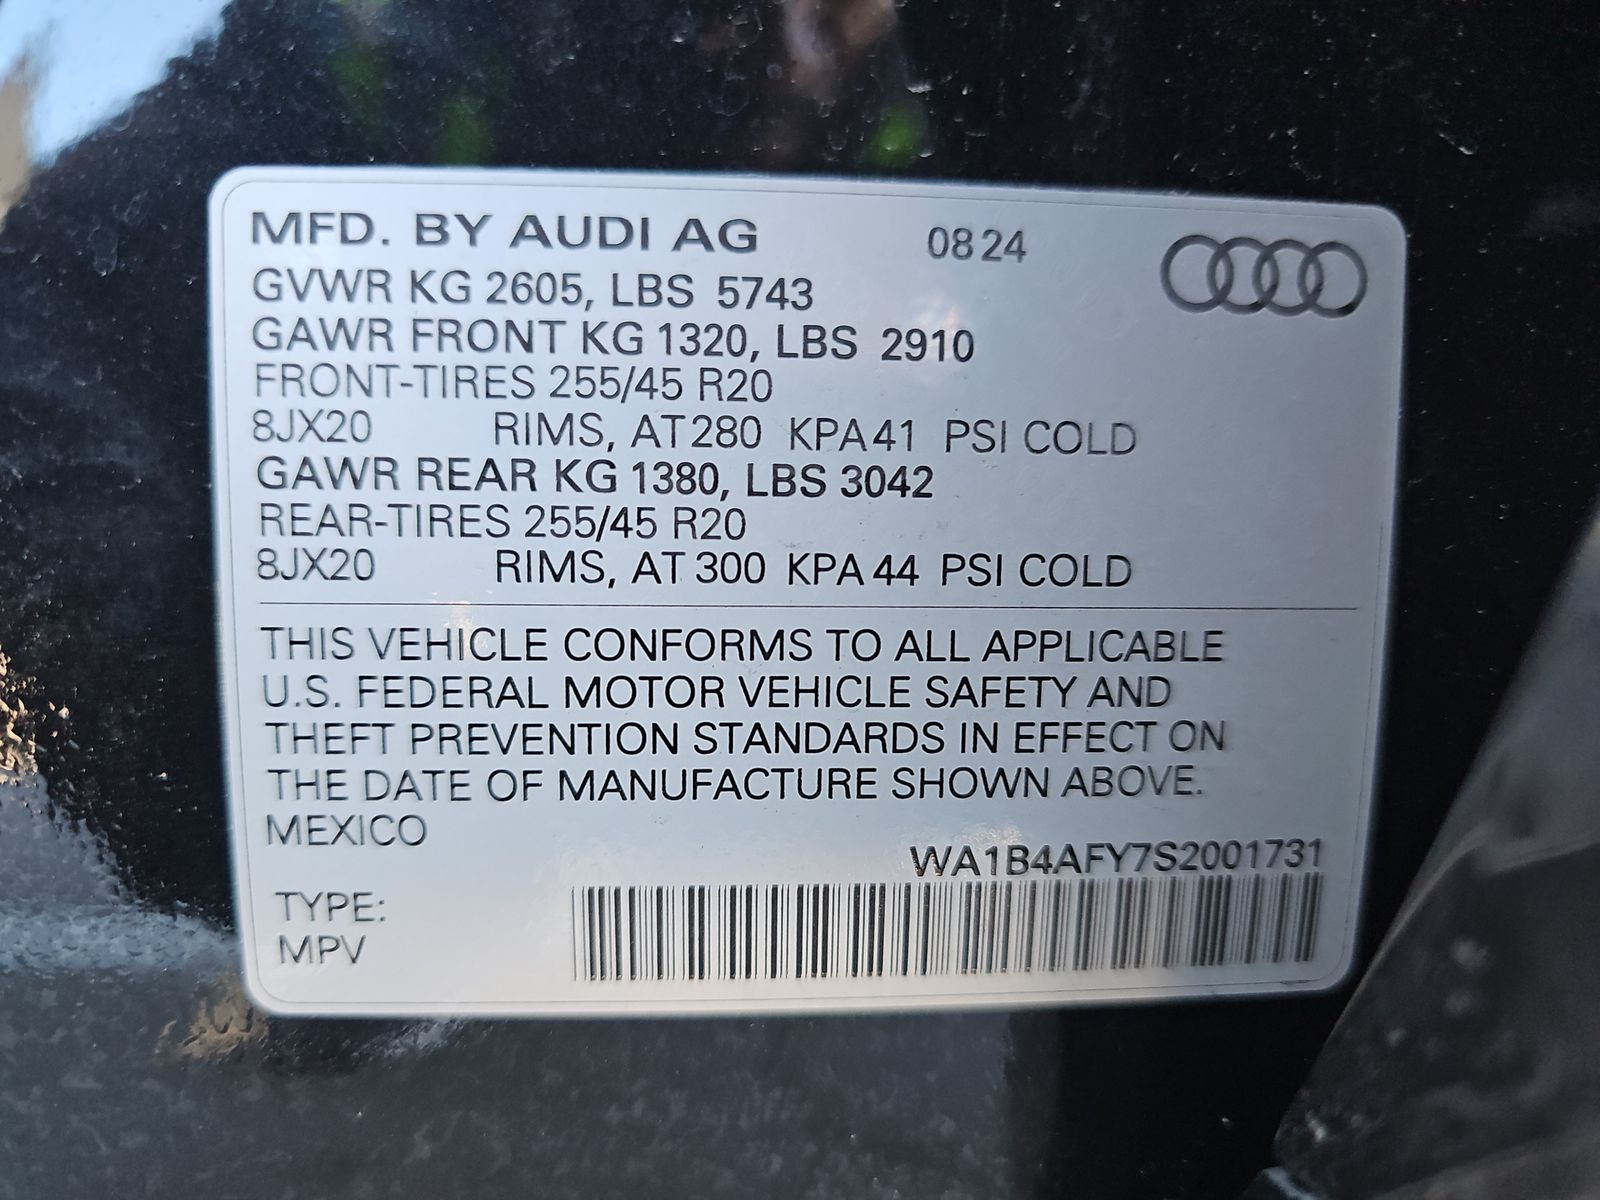 MFD. BY AUDI AG 0824
GVWR KG 2605, LBS 5743
GAWR FRONT KG 1320, LBS 2910
FRONT-TIRES 255/45 R20
8JX20 RIMS, AT 280 KPA 41 PSI COLD
GAWR REAR KG 1380, LBS 3042
REAR-TIRES 255/45 R20
8JX20 RIMS, AT 300 KPA 44 PSI COLD
THIS VEHICLE CONFORMS TO ALL APPLICABLE
U.S. FEDERAL MOTOR VEHICLE SAFETY AND
THEFT PREVENTION STANDARDS IN EFFECT ON
THE DATE OF MANUFACTURE SHOWN ABOVE.
MEXICO
WA1B4AFY7S2001731
TYPE:
MPV